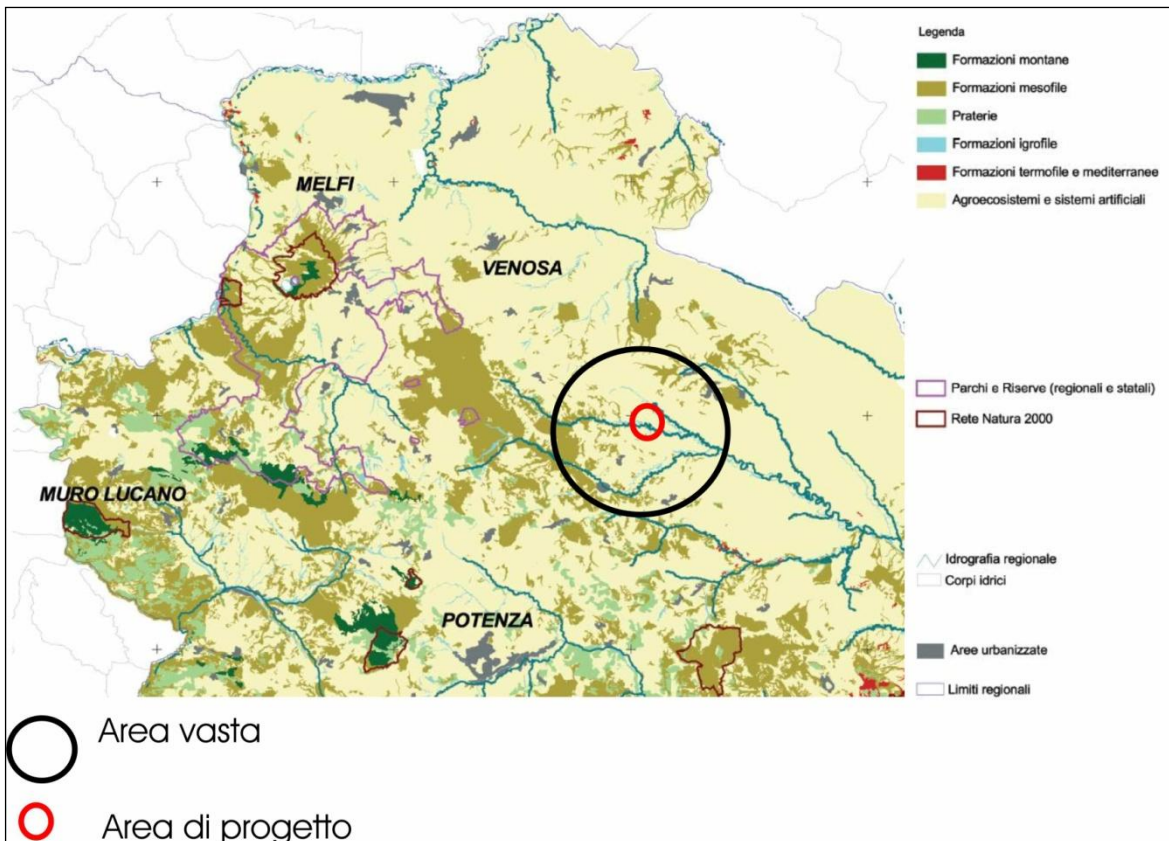 Legenda
Formazioni montane
Formazioni mesofile
Praterie
Formazioni igrofile
Formazioni termofile e mediterranee
Agroecosistemi e sistemi artificiali
MELFI
VENOSA
Parchi e Riserve (regionali e statali)
Rete Natura 2000
MURO LUCANO
POTENZA
Idrografia regionale
Corpi idrici
Aree urbanizzate
Limiti regionali
Area vasta
Area di progetto